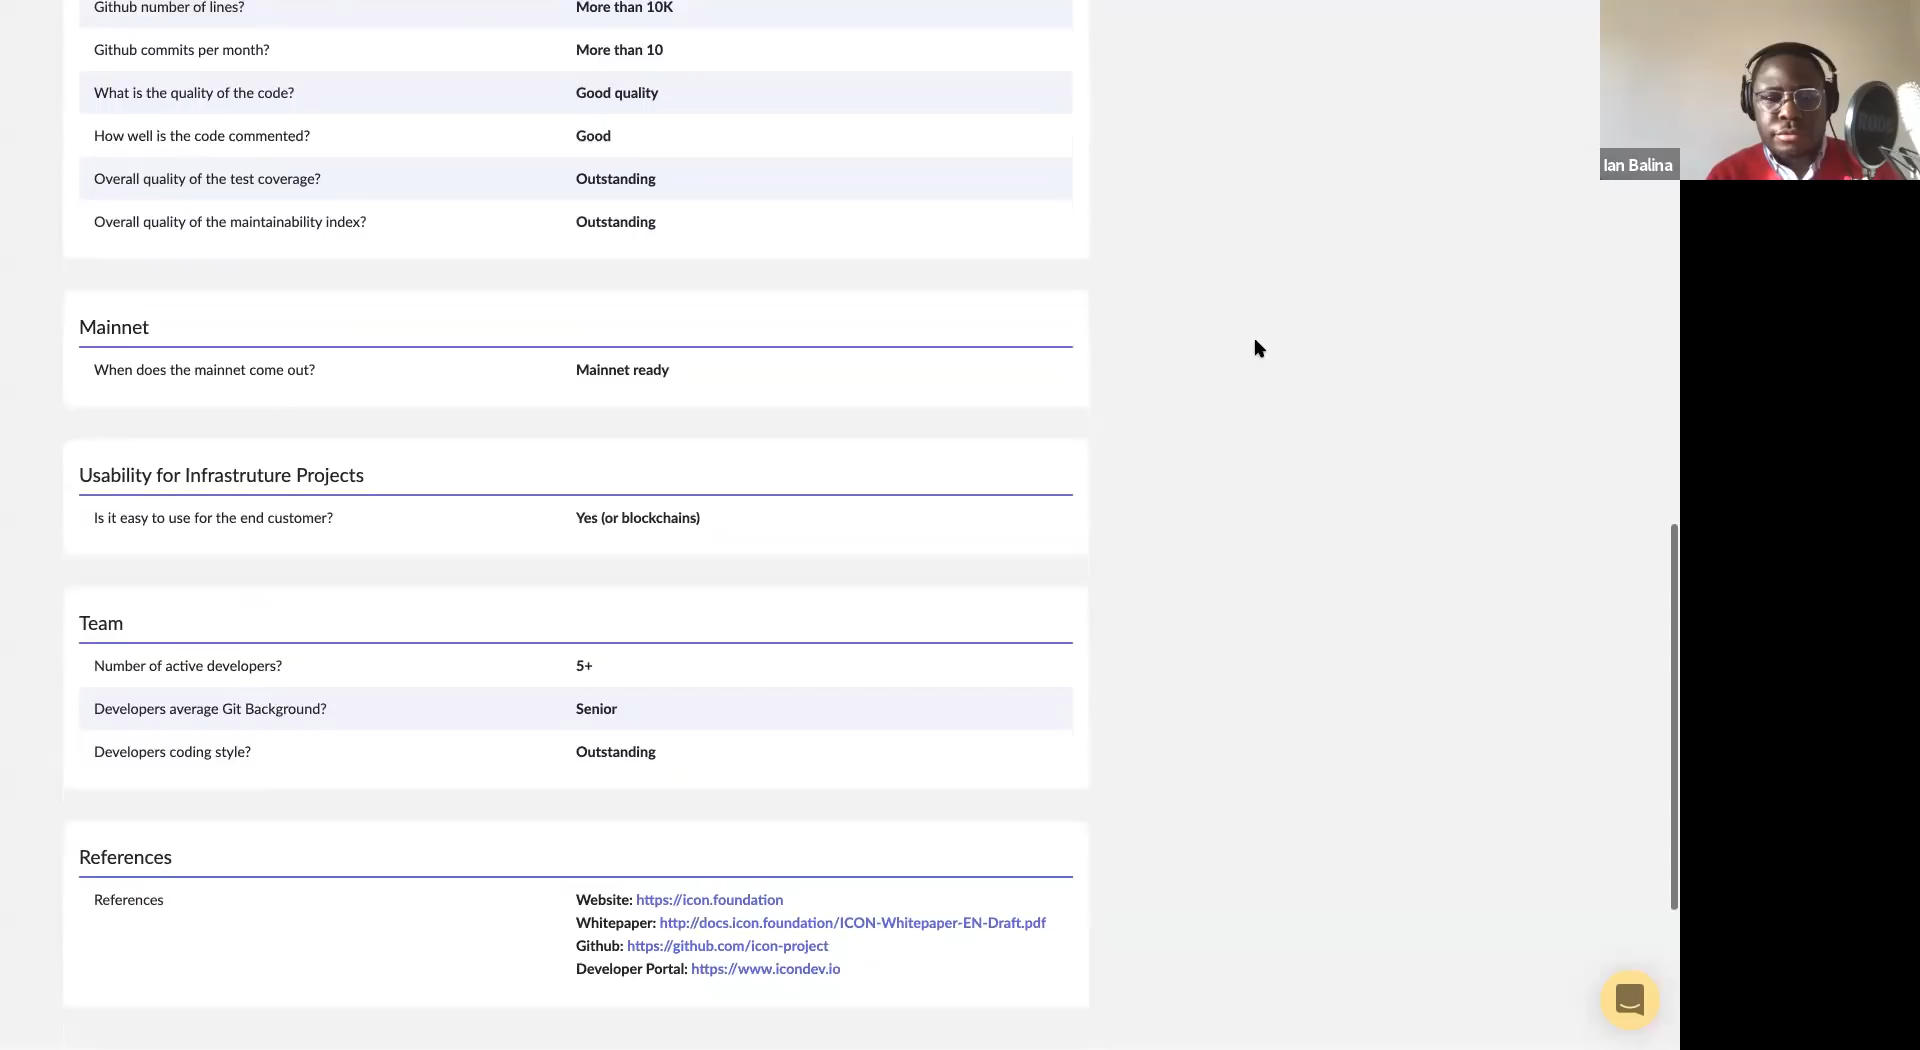 Github number of lines? More than 10K
Github commits per month? More than 10
What is the quality of the code? Good quality
How well is the code commented? Good
Overall quality of the test coverage? Outstanding
Overall quality of the maintainability index? Outstanding
Ian Balina
RODE
Mainnet
When does the mainnet come out? Mainnet ready
Usability for Infrastruture Projects
Is it easy to use for the end customer? Yes (or blockchains)
Team
Number of active developers? 5+
Developers average Git Background? Senior
Developers coding style? Outstanding
References
References Website: https://icon.foundation
Whitepaper: http://docs.icon.foundation/ICON-Whitepaper-EN-Draft.pdf
Github: https://github.com/icon-project
Developer Portal: https://www.icondev.io